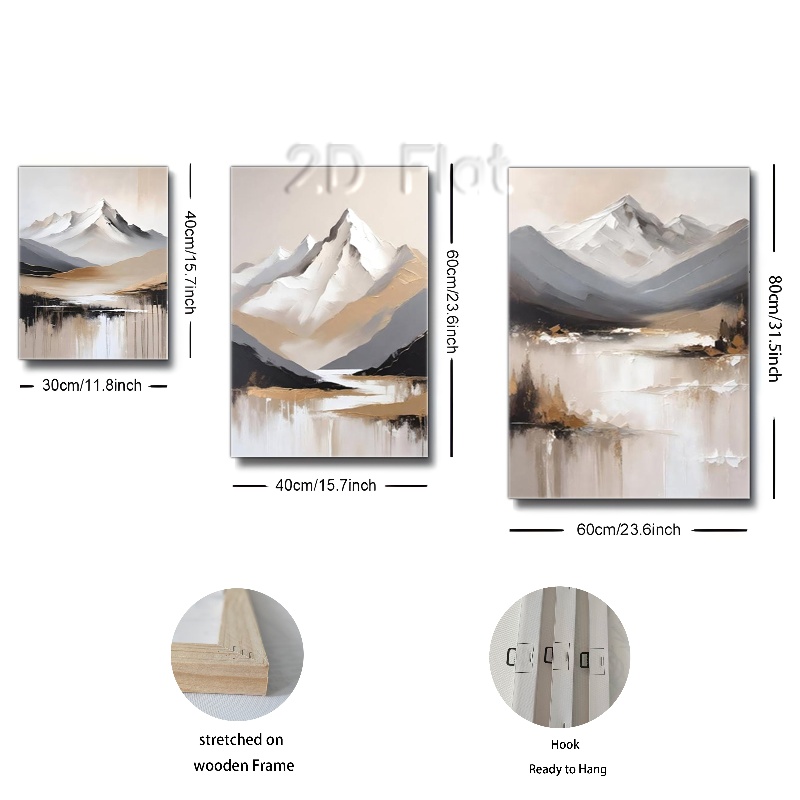 2D Flat
40cm/15.7inch
30cm/11.8inch
60cm/23.6inch
40cm/15.7inch
80cm/31.5inch
60cm/23.6inch
stretched on
wooden Frame
Hook
Ready to Hang